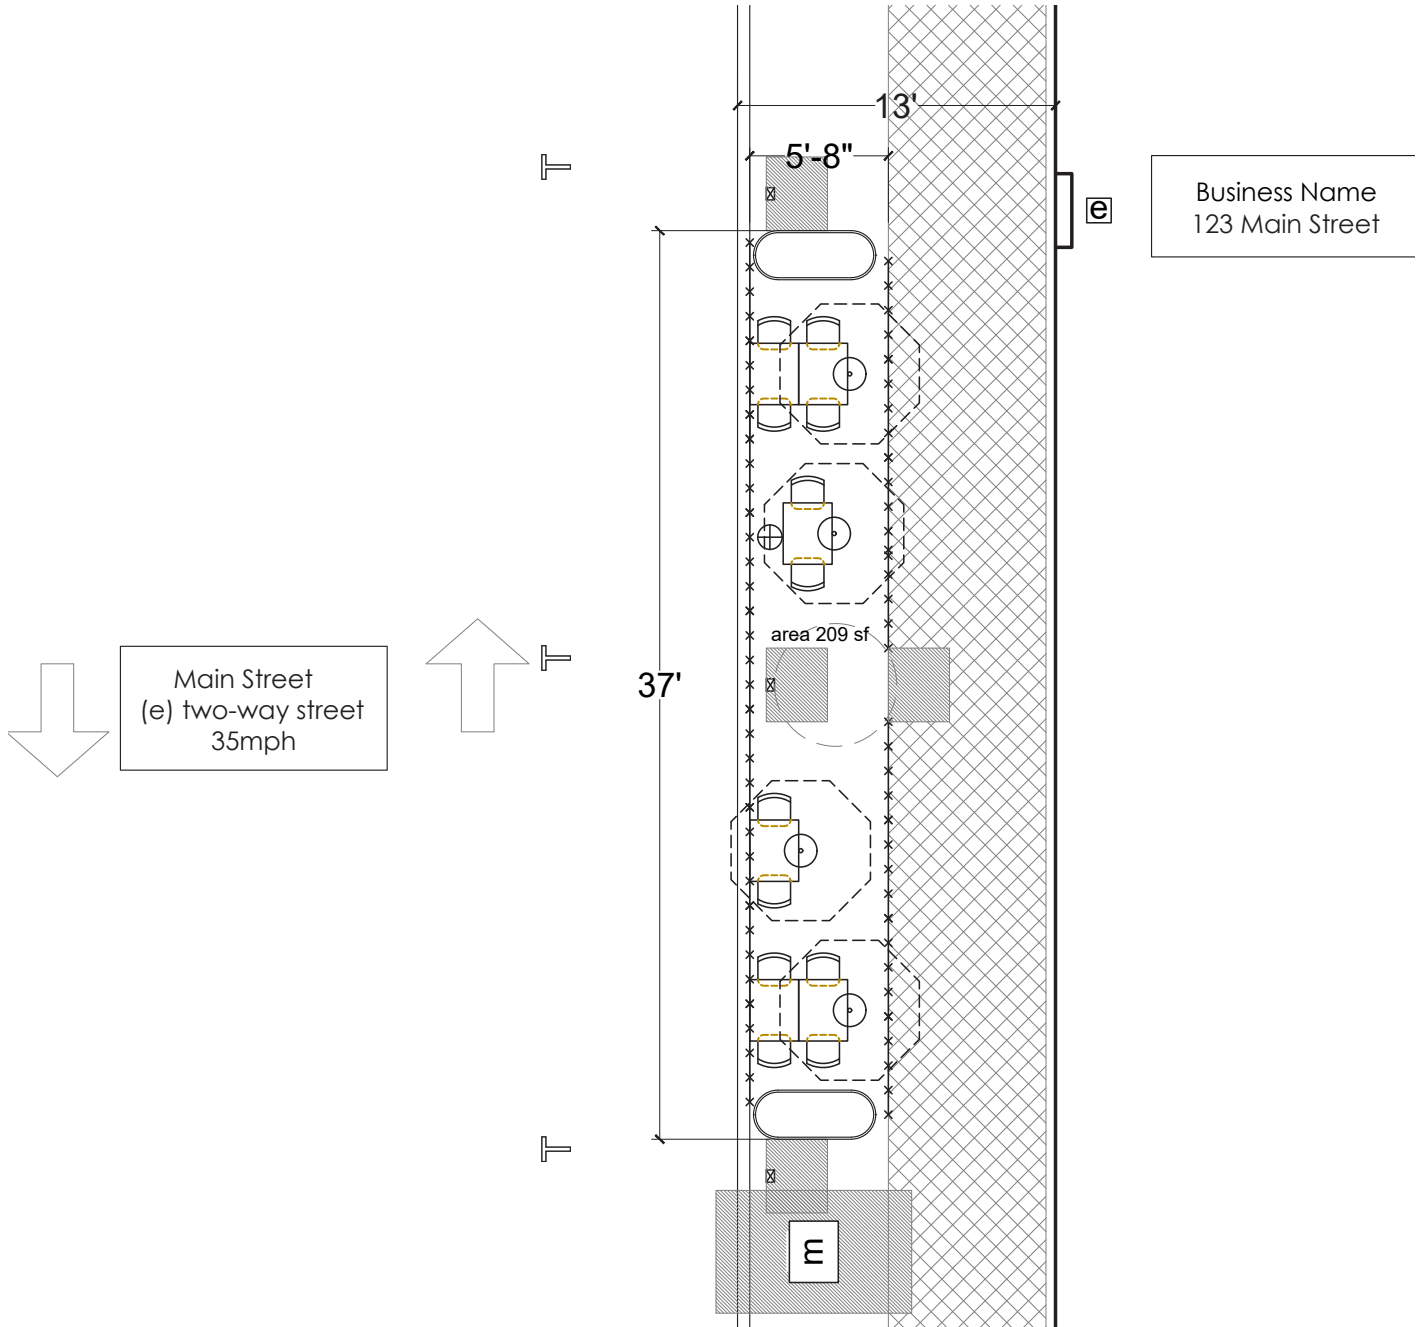 13'
5'-8"
e
Business Name
123 Main Street
area 209 sf
37'
Main Street
(e) two-way street
35mph
m